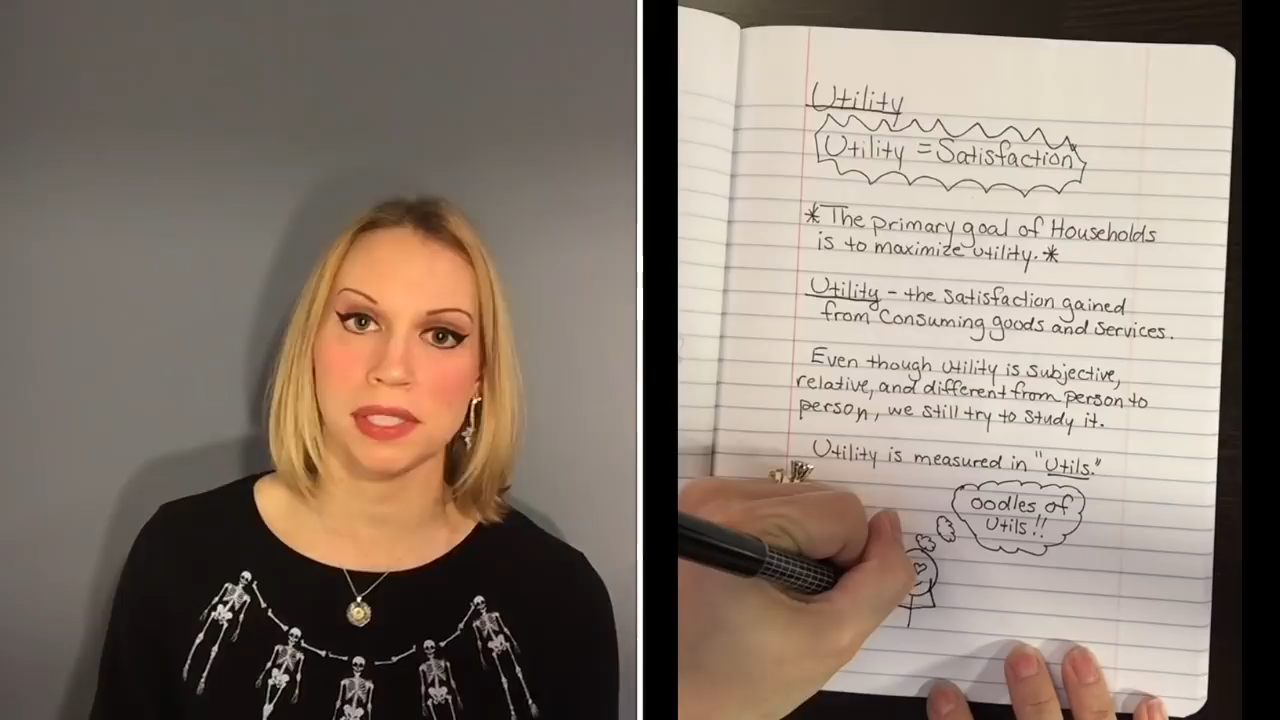 Utility
Utility = Satisfaction
*The primary goal of Households
is to maximize utility.*
Utility - the satisfaction gained
from consuming goods and services.
Even though utility is subjective,
relative, and different from person to
person, we still try to study it.
Utility is measured in "Utils."
oodles of
Utils!!